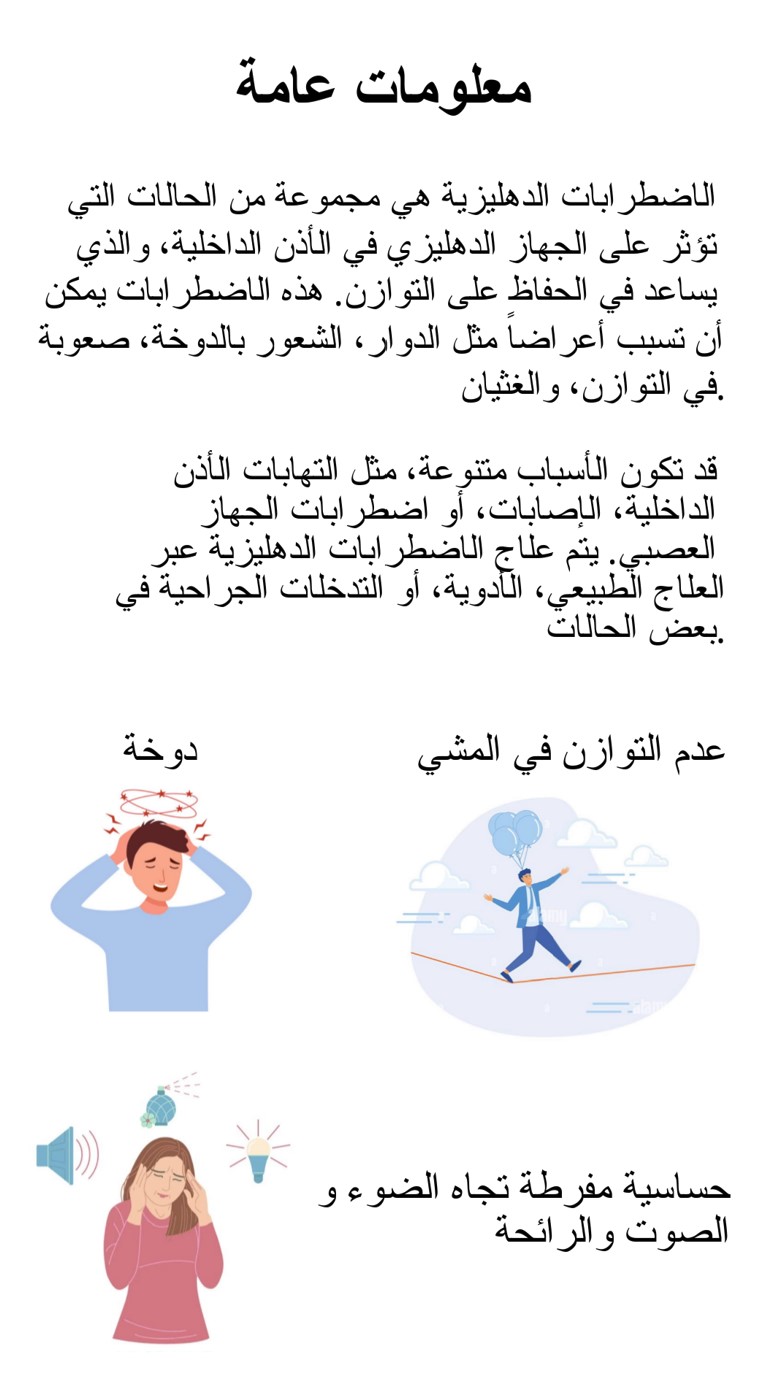 معلومات عامة
الاضطرابات الدهليزية هي مجموعة من الحالات التي
تؤثر على الجهاز الدهليزي في الأذن الداخلية، والذي
يساعد في الحفاظ على التوازن. هذه الاضطرابات يمكن
أن تسبب أعراضاً مثل الدوار، الشعور بالدوخة، صعوبة
في التوازن، والغثيان.
قد تكون الأسباب متنوعة، مثل التهابات الأذن
الداخلية، الإصابات، أو اضطرابات الجهاز
العصبي. يتم علاج الاضطرابات الدهليزية عبر
العلاج الطبيعي، الأدوية، أو التدخلات الجراحية في
بعض الحالات.
عدم التوازن في المشي
دوخة
alamy
alamy
حساسية مفرطة تجاه الضوء و
الصوت والرائحة